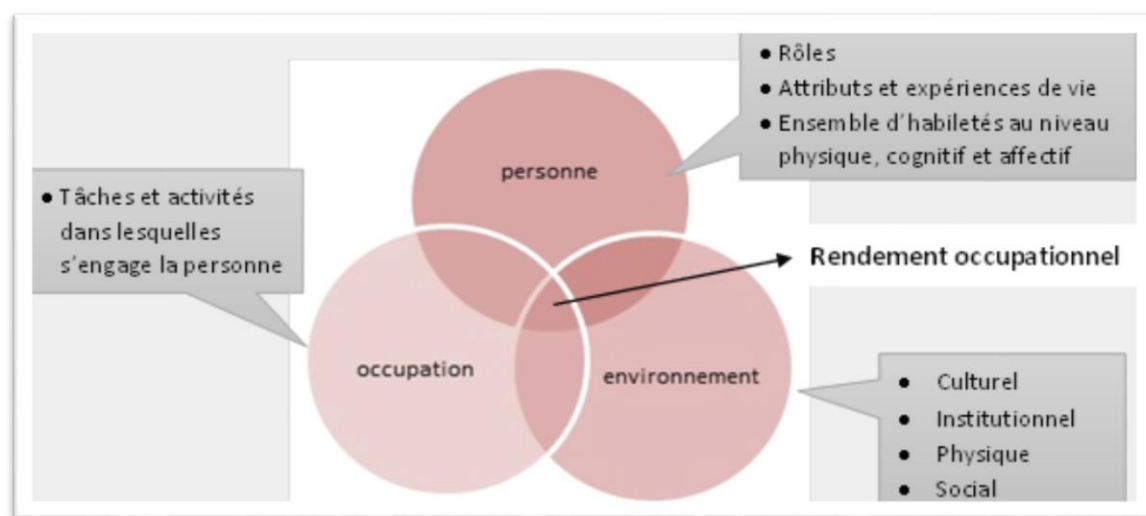 ● Rôles
● Attributs et expériences de vie
● Ensemble d'habiletés au niveau
physique, cognitif et affectif
personne
● Tâches et activités
dans lesquelles
s'engage la personne
Rendement occupationnel
occupation
environnement
● Culturel
● Institutionnel
● Physique
● Social